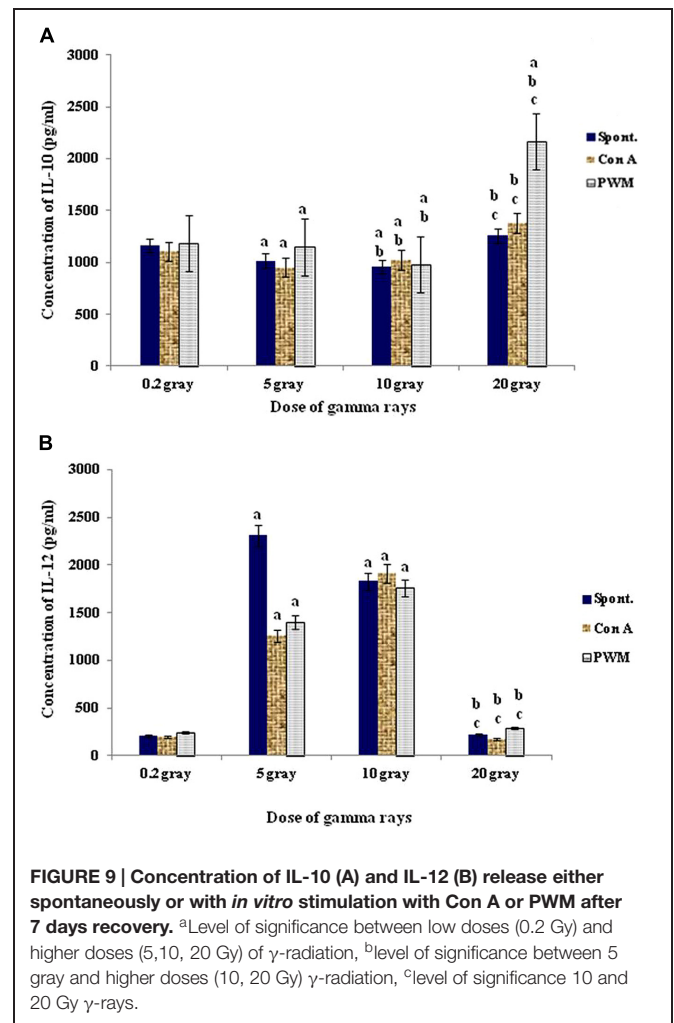 A
3000
2500
2000
1500
1000
500
0
Concentration of IL-10 (pg/ml)
a
a
a
a
b
a
b
a
b
b
c
b
c
a
b
c
Spont.
Con A
PWM
0.2 gray
5 gray
10 gray
20 gray
Dose of gamma rays
B
3000
2500
2000
1500
1000
500
0
Concentration of IL-12 (pg/ml)
a
a
a
a
a
a
b
c
b
c
b
c
Spont.
Con A
PWM
0.2 gray
5 gray
10 gray
20 gray
Dose of gamma rays
FIGURE 9 | Concentration of IL-10 (A) and IL-12 (B) release either
spontaneously or with in vitro stimulation with Con A or PWM after
7 days recovery. aLevel of significance between low doses (0.2 Gy) and
higher doses (5,10, 20 Gy) of γ-radiation, blevel of significance between 5
gray and higher doses (10, 20 Gy) γ-radiation, clevel of significance 10 and
20 Gy γ-rays.